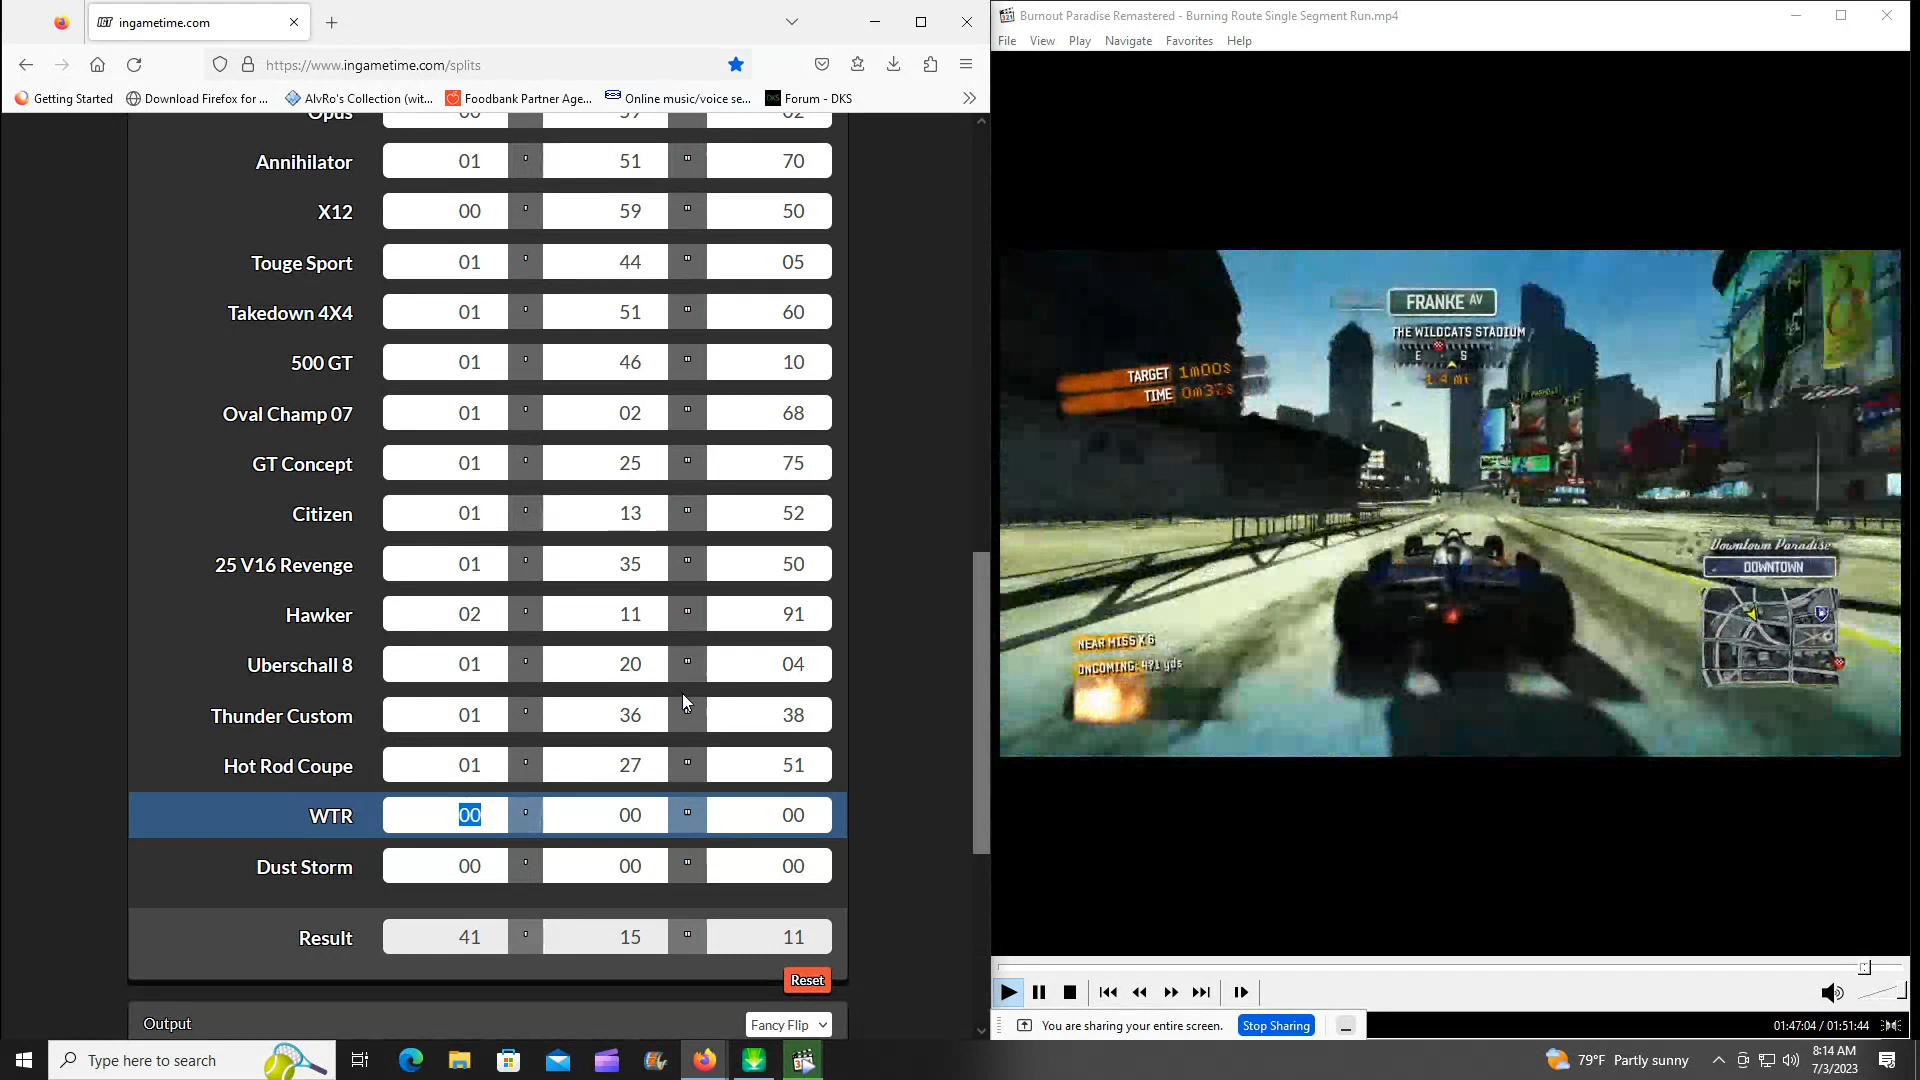 ingametime.com
https://www.ingametime.com/splits
Getting Started
Download Firefox for ...
AlvRo's Collection (wit...
Foodbank Partner Age...
Online music/voice se...
Forum - DKS
Opus
Annihilator 01 ' 51 " 70
X12 00 ' 59 " 50
Touge Sport 01 ' 44 " 05
Takedown 4X4 01 ' 51 " 60
500 GT 01 ' 46 " 10
Oval Champ 07 01 ' 02 " 68
GT Concept 01 ' 25 " 75
Citizen 01 ' 13 " 52
25 V16 Revenge 01 ' 35 " 50
Hawker 02 ' 11 " 91
Uberschall 8 01 ' 20 " 04
Thunder Custom 01 ' 36 " 38
Hot Rod Coupe 01 ' 27 " 51
WTR 00 ' 00 " 00
Dust Storm 00 ' 00 " 00
Result 41 ' 15 " 11
Reset
Output
Fancy Flip
Burnout Paradise Remastered - Burning Route Single Segment Run.mp4
File View Play Navigate Favorites Help
FRANKE AV
THE WILDCATS STADIUM
E S
1.4 mi
TARGET 1m00s
TIME
Downtown Paradise
DOWNTOWN
NEAR MISS X 6
ONCOMING: 491 yds
You are sharing your entire screen.
Stop Sharing
01:47:04 / 01:51:44
Type here to search
79°F Partly sunny
8:14 AM
7/3/2023